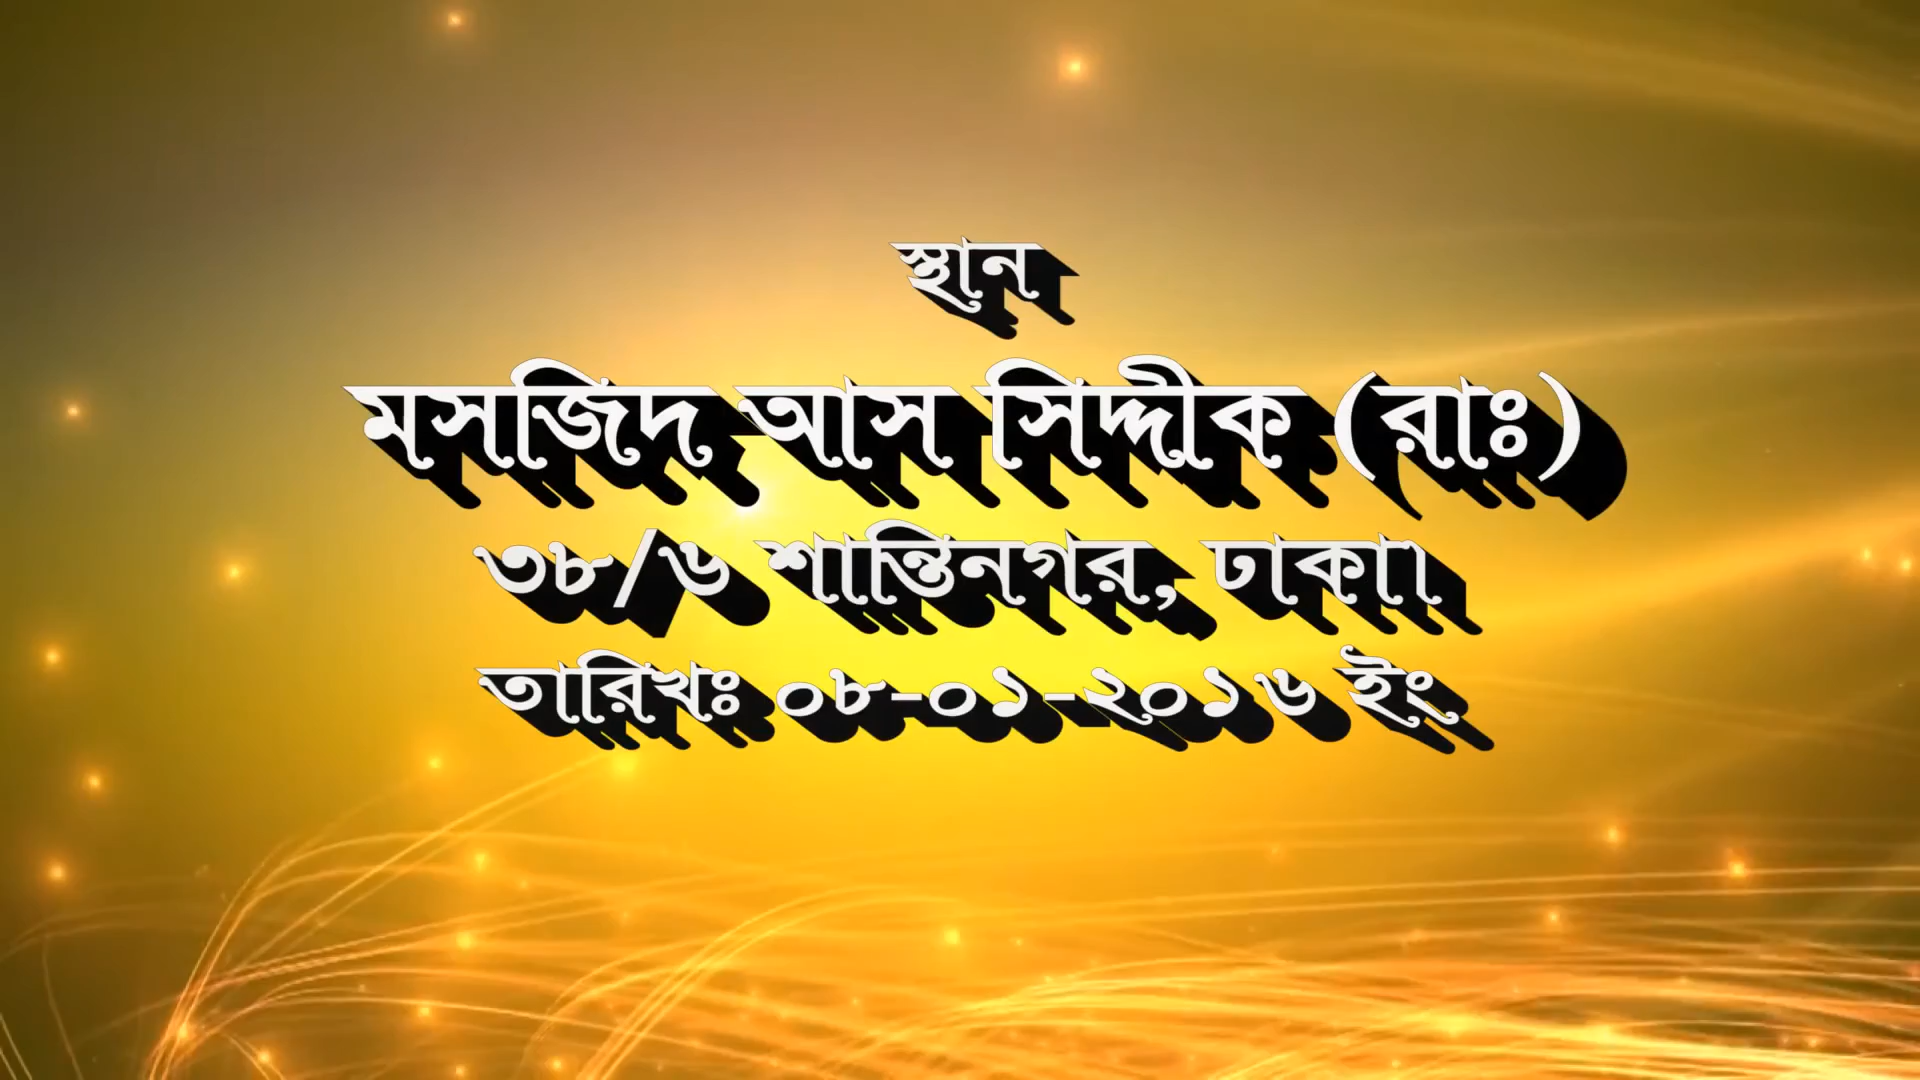 স্থান
মসজিদ আস সিদ্দীক (রাঃ)
৩৮/৬ শান্তিনগর, ঢাকা।
তারিখঃ ০৮-০১-২০১৬ ইং